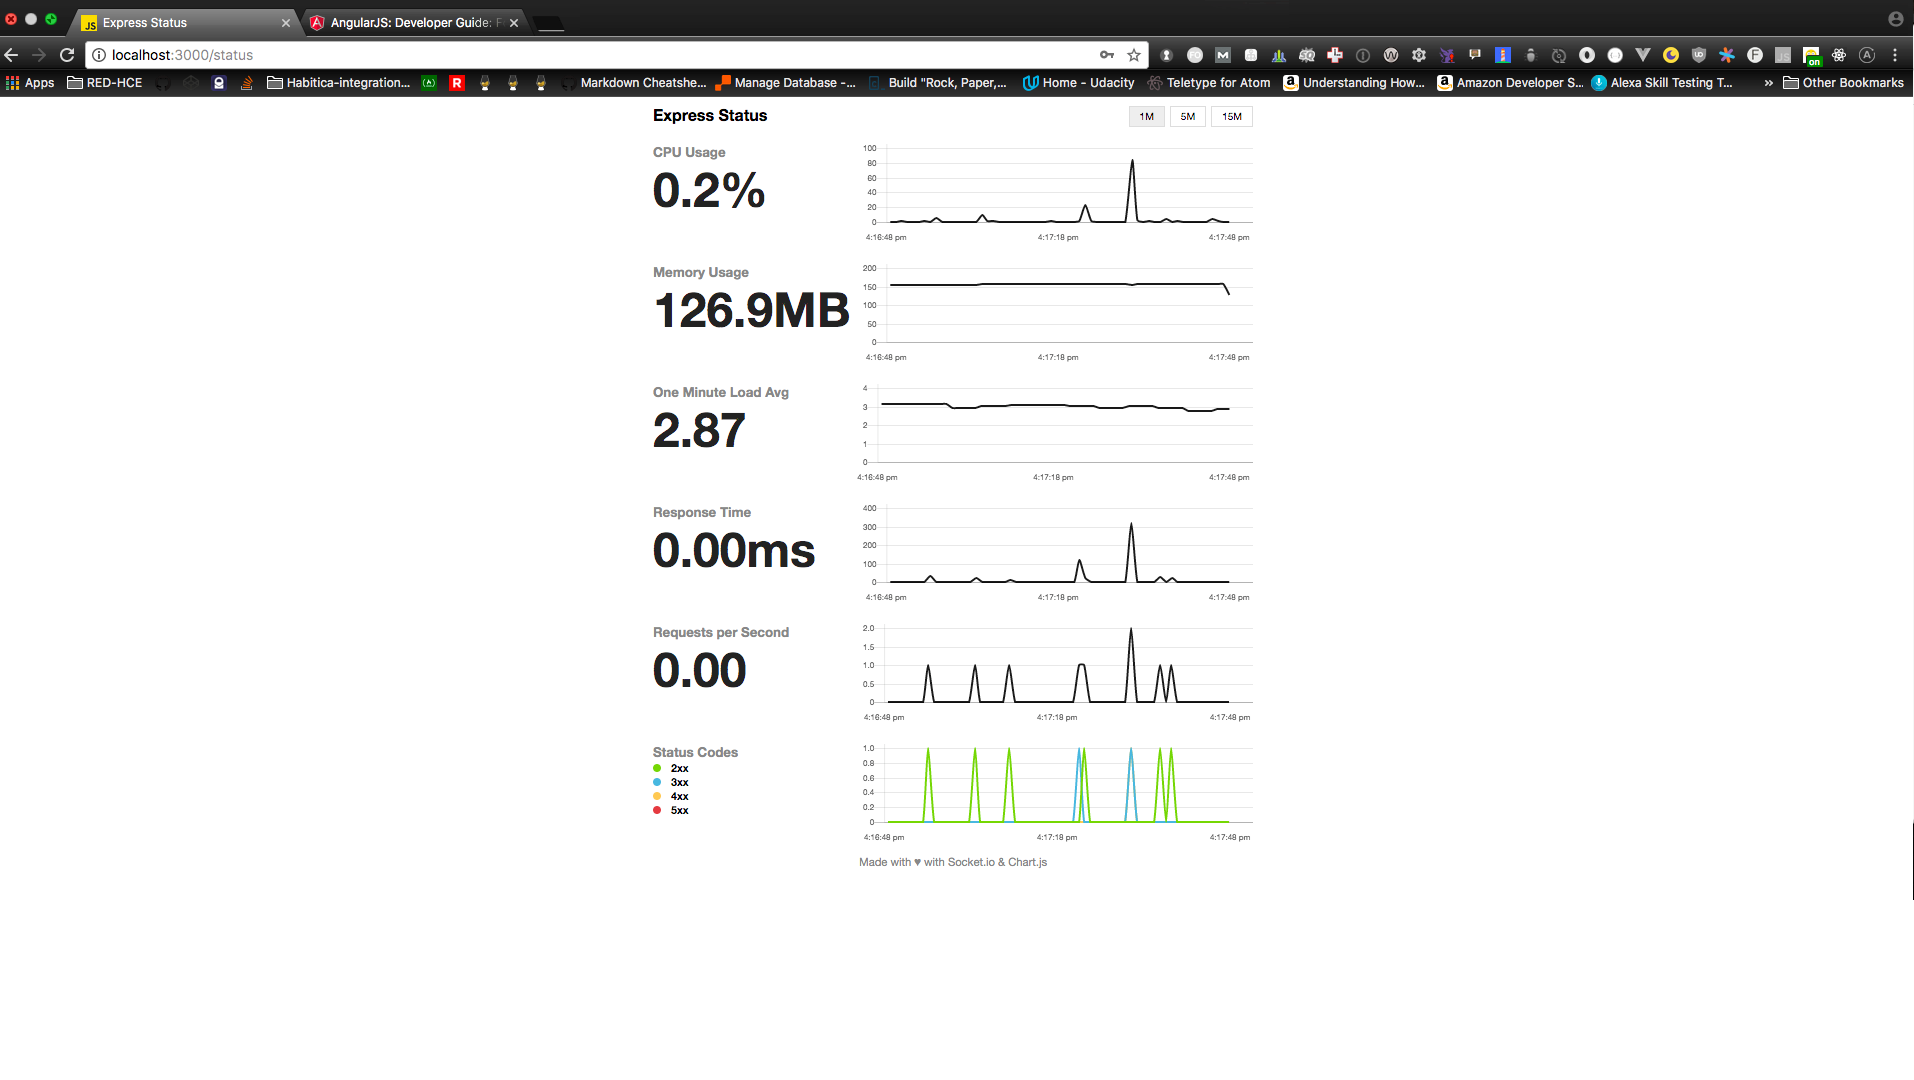 Express Status
AngularJS: Developer Guide: F
localhost:3000/status
on
Apps RED-HCE Habitica-integration... Markdown Cheatshe... Manage Database -... Build "Rock, Paper,... Home - Udacity Teletype for Atom Understanding How... Amazon Developer S... Alexa Skill Testing T... » Other Bookmarks
Express Status
1M 5M 15M
CPU Usage
0.2%
100
80
60
40
20
0
4:16:48 pm 4:17:18 pm 4:17:48 pm
Memory Usage
126.9MB
200
150
100
50
0
4:16:48 pm 4:17:18 pm 4:17:48 pm
One Minute Load Avg
2.87
4
3
2
1
0
4:16:48 pm 4:17:18 pm 4:17:48 pm
Response Time
0.00ms
400
300
200
100
0
4:16:48 pm 4:17:18 pm 4:17:48 pm
Requests per Second
0.00
2.0
1.5
1.0
0.5
0
4:16:48 pm 4:17:18 pm 4:17:48 pm
Status Codes
2xx
3xx
4xx
5xx
1.0
0.8
0.6
0.4
0.2
0
4:16:48 pm 4:17:18 pm 4:17:48 pm
Made with ♥ with Socket.io & Chart.js